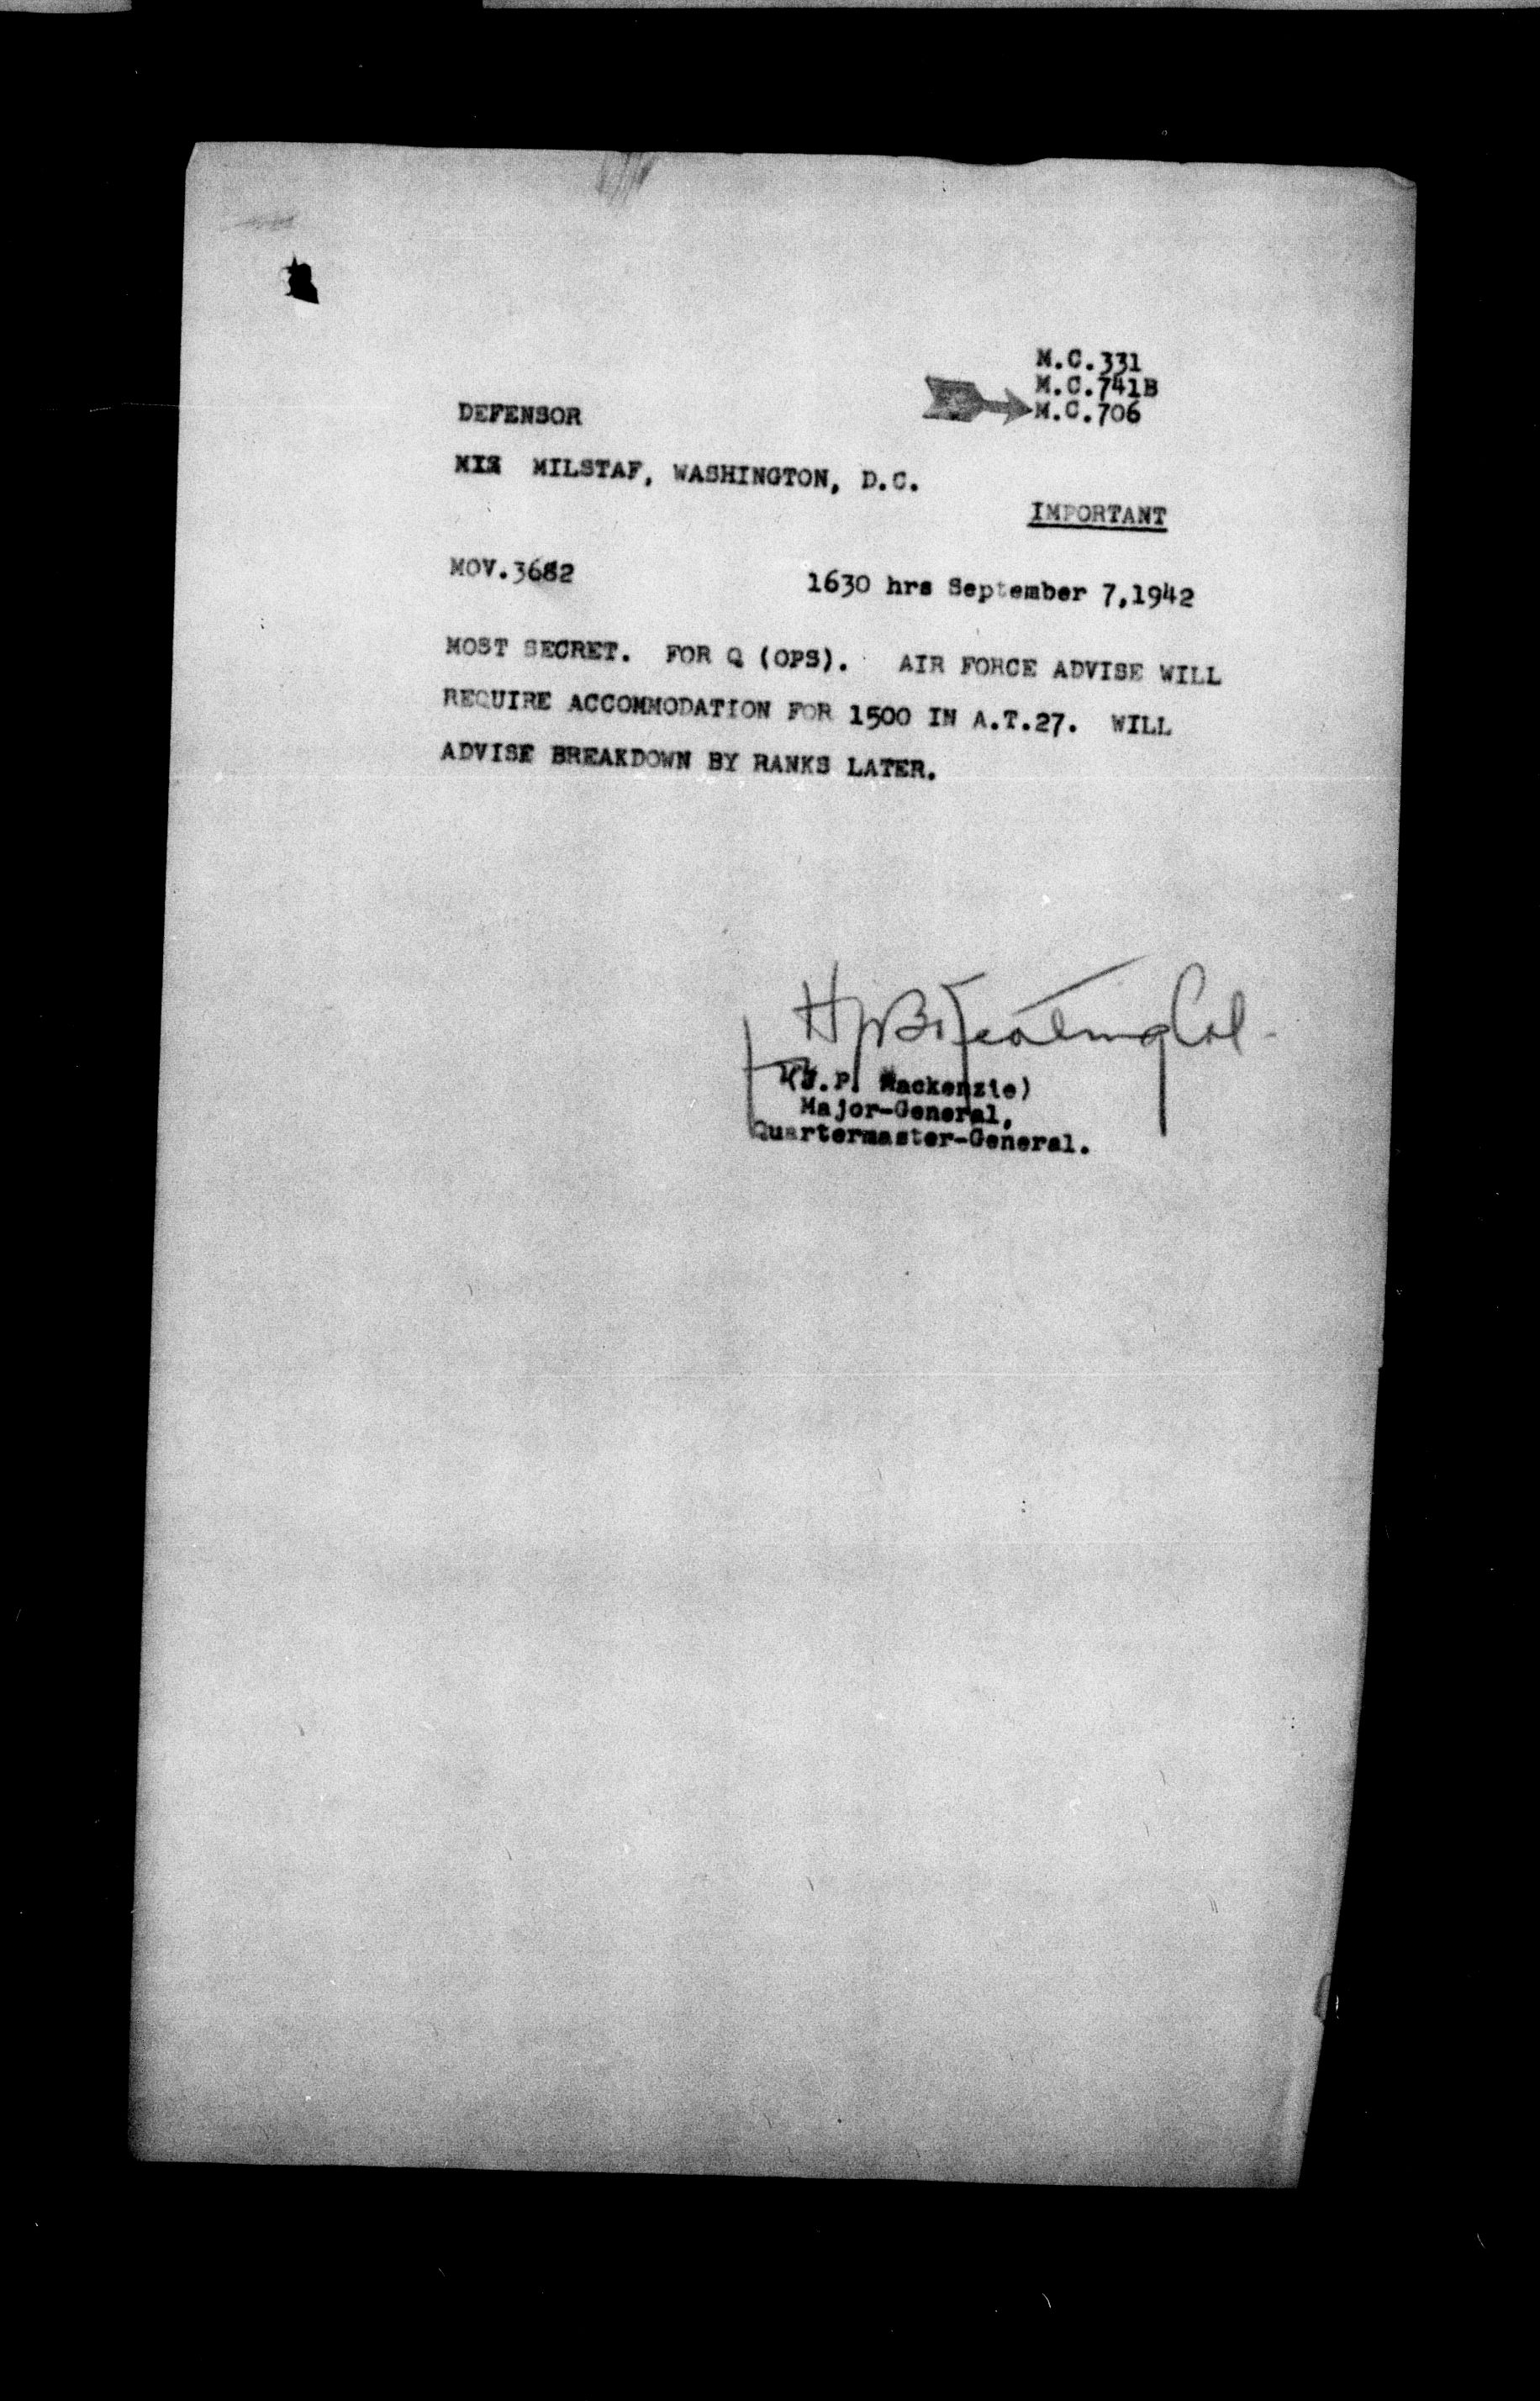 M.C.331
M.C.741B
M.C.706
DEFENSOR
MILSTAF, WASHINGTON, D.C.
IMPORTANT
MOV.3682
1630 hrs September 7,1942
MOST SECRET. FOR Q (OPS). AIR FORCE ADVISE WILL
REQUIRE ACCOMMODATION FOR 1500 IN A.T.27. WILL
ADVISE BREAKDOWN BY RANKS LATER.
Col.
(J.P. Mackenzie)
Major-General,
Quartermaster-General.